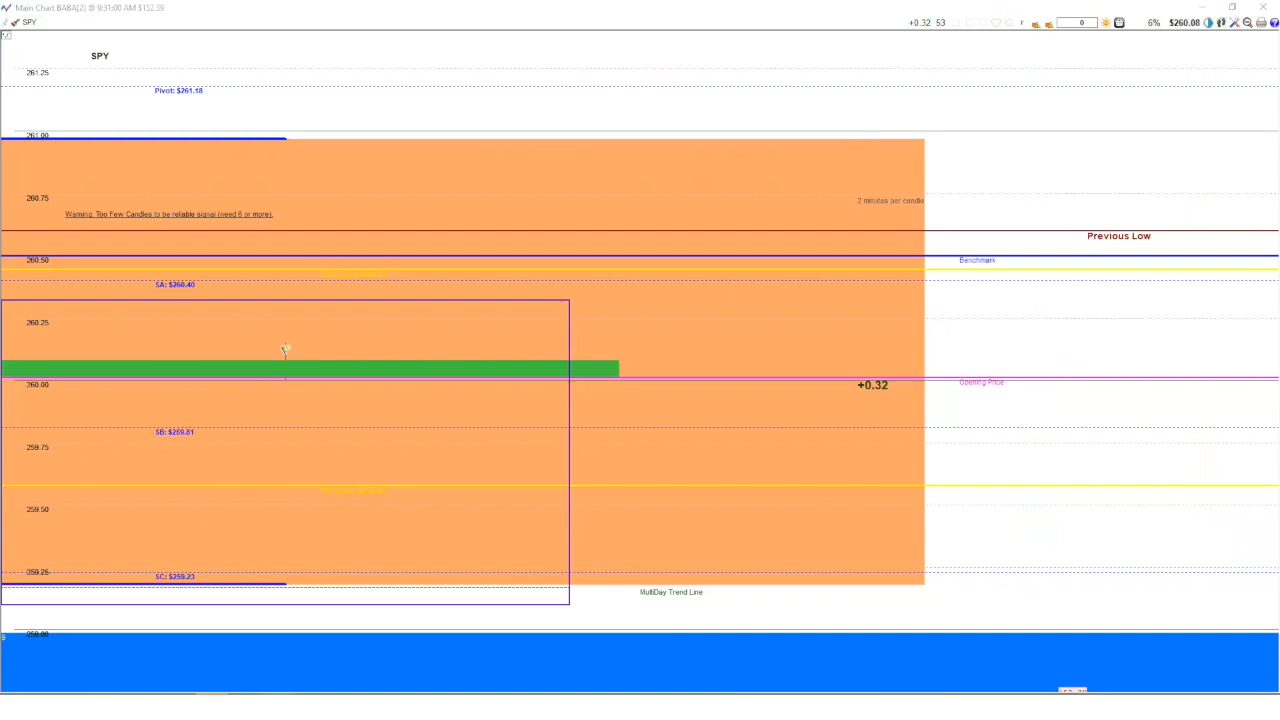 Main Chart BABA[2] @ 9:31:00 AM $152.39
SPY
+0.32 53
0
6% $260.08
SPY
261.25
Pivot: $261.18
261.00
260.75
2 minutes per candle
Warning. Too Few Candles to be reliable signal (need 6 or more).
Previous Low
260.50
Benchmark
SA: $260.40
260.25
260.00
+0.32
Opening Price
SB: $259.81
259.75
259.50
259.25
SC: $259.23
MultiDay Trend Line
259.00